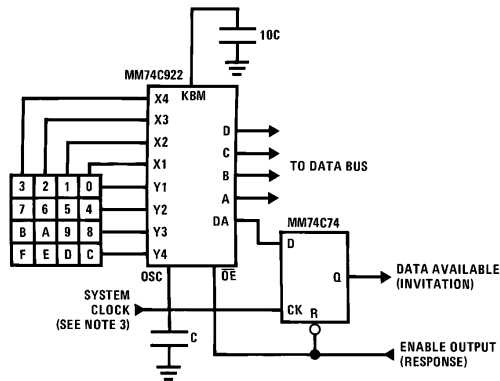 10C
MM74C922
KBM
X4
X3
X2
X1
Y1
Y2
Y3
Y4
D
C
B
A
DA
TO DATA BUS
3 2 1 0
7 6 5 4
B A 9 8
F E D C
OSC
OE
MM74C74
D
Q
CK
R
DATA AVAILABLE
(INVITATION)
SYSTEM
CLOCK
(SEE NOTE 3)
C
ENABLE OUTPUT
(RESPONSE)